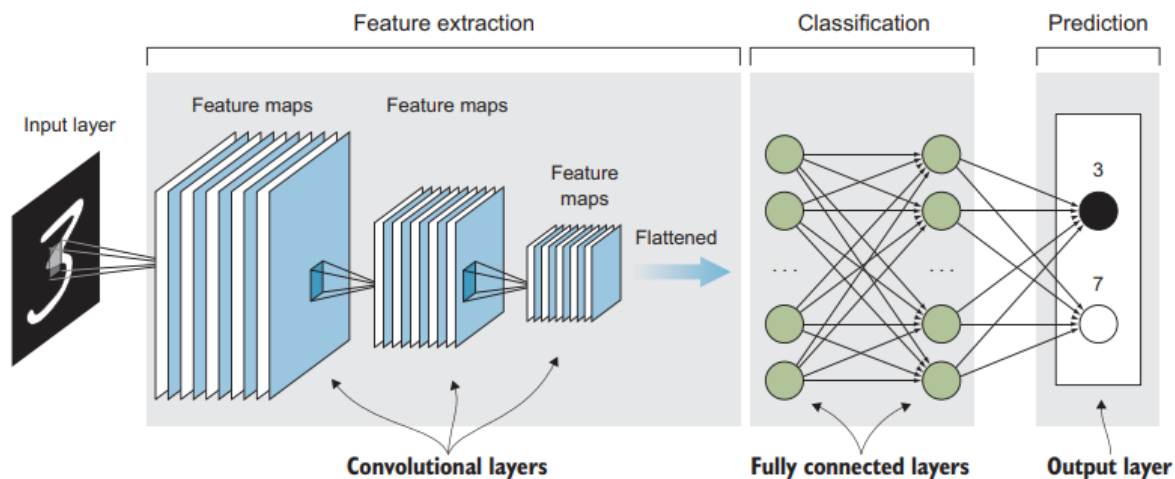 Feature extraction
Classification
Prediction
Input layer
Feature maps
Feature maps
Feature
maps
Flattened
3
. . .
. . .
7
Convolutional layers
Fully connected layers
Output layer